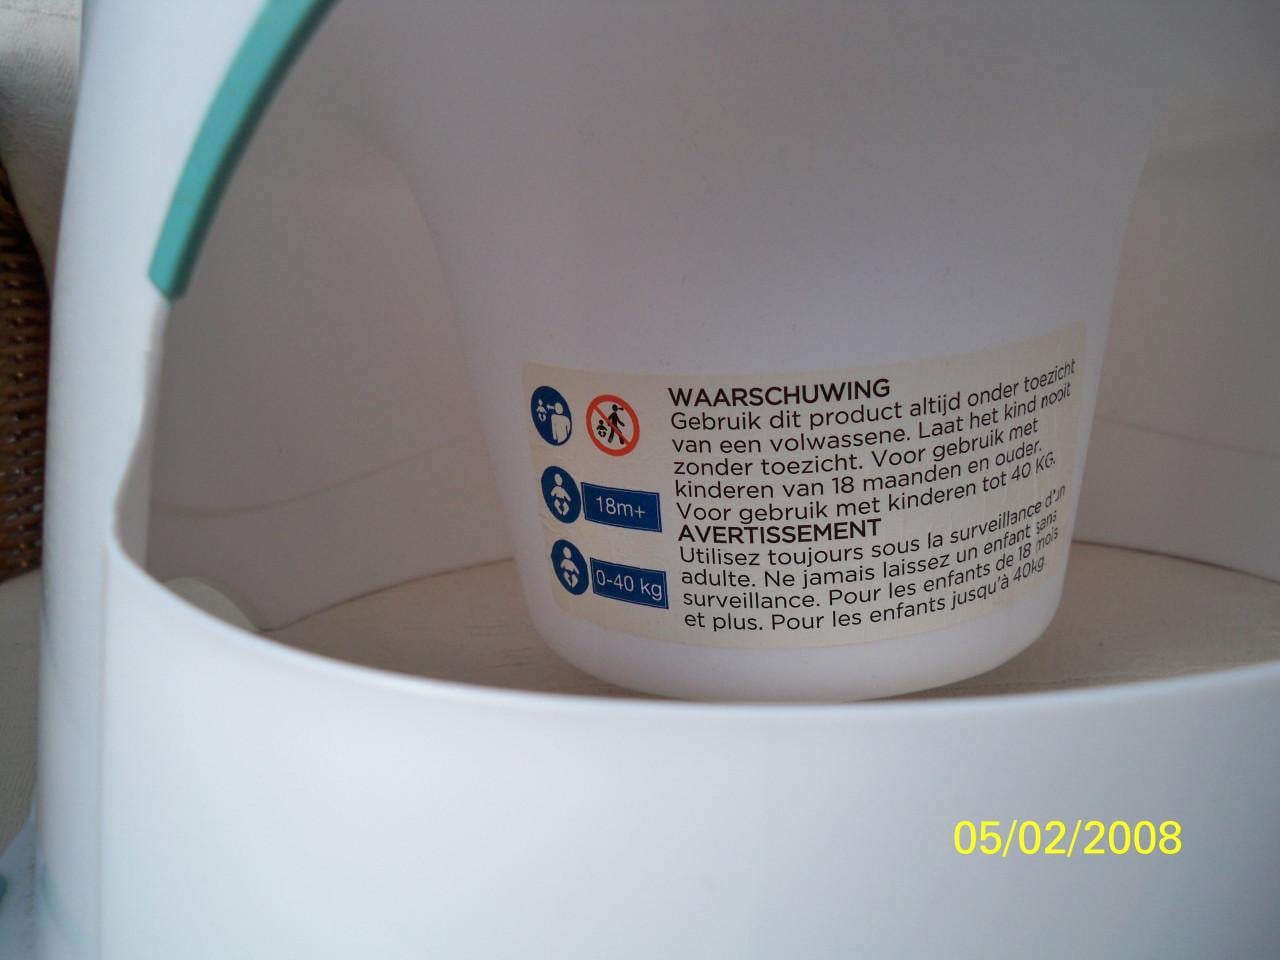 WAARSCHUWING
Gebruik dit product altijd onder toezicht
van een volwassene. Laat het kind nooit
zonder toezicht. Voor gebruik met
kinderen van 18 maanden en ouder.
Voor gebruik met kinderen tot 40 KG.
AVERTISSEMENT
Utilisez toujours sous la surveillance d'un
adulte. Ne jamais laissez un enfant sans
surveillance. Pour les enfants de 18 mois
et plus. Pour les enfants jusqu'à 40kg.
18m+
0-40 kg
05/02/2008